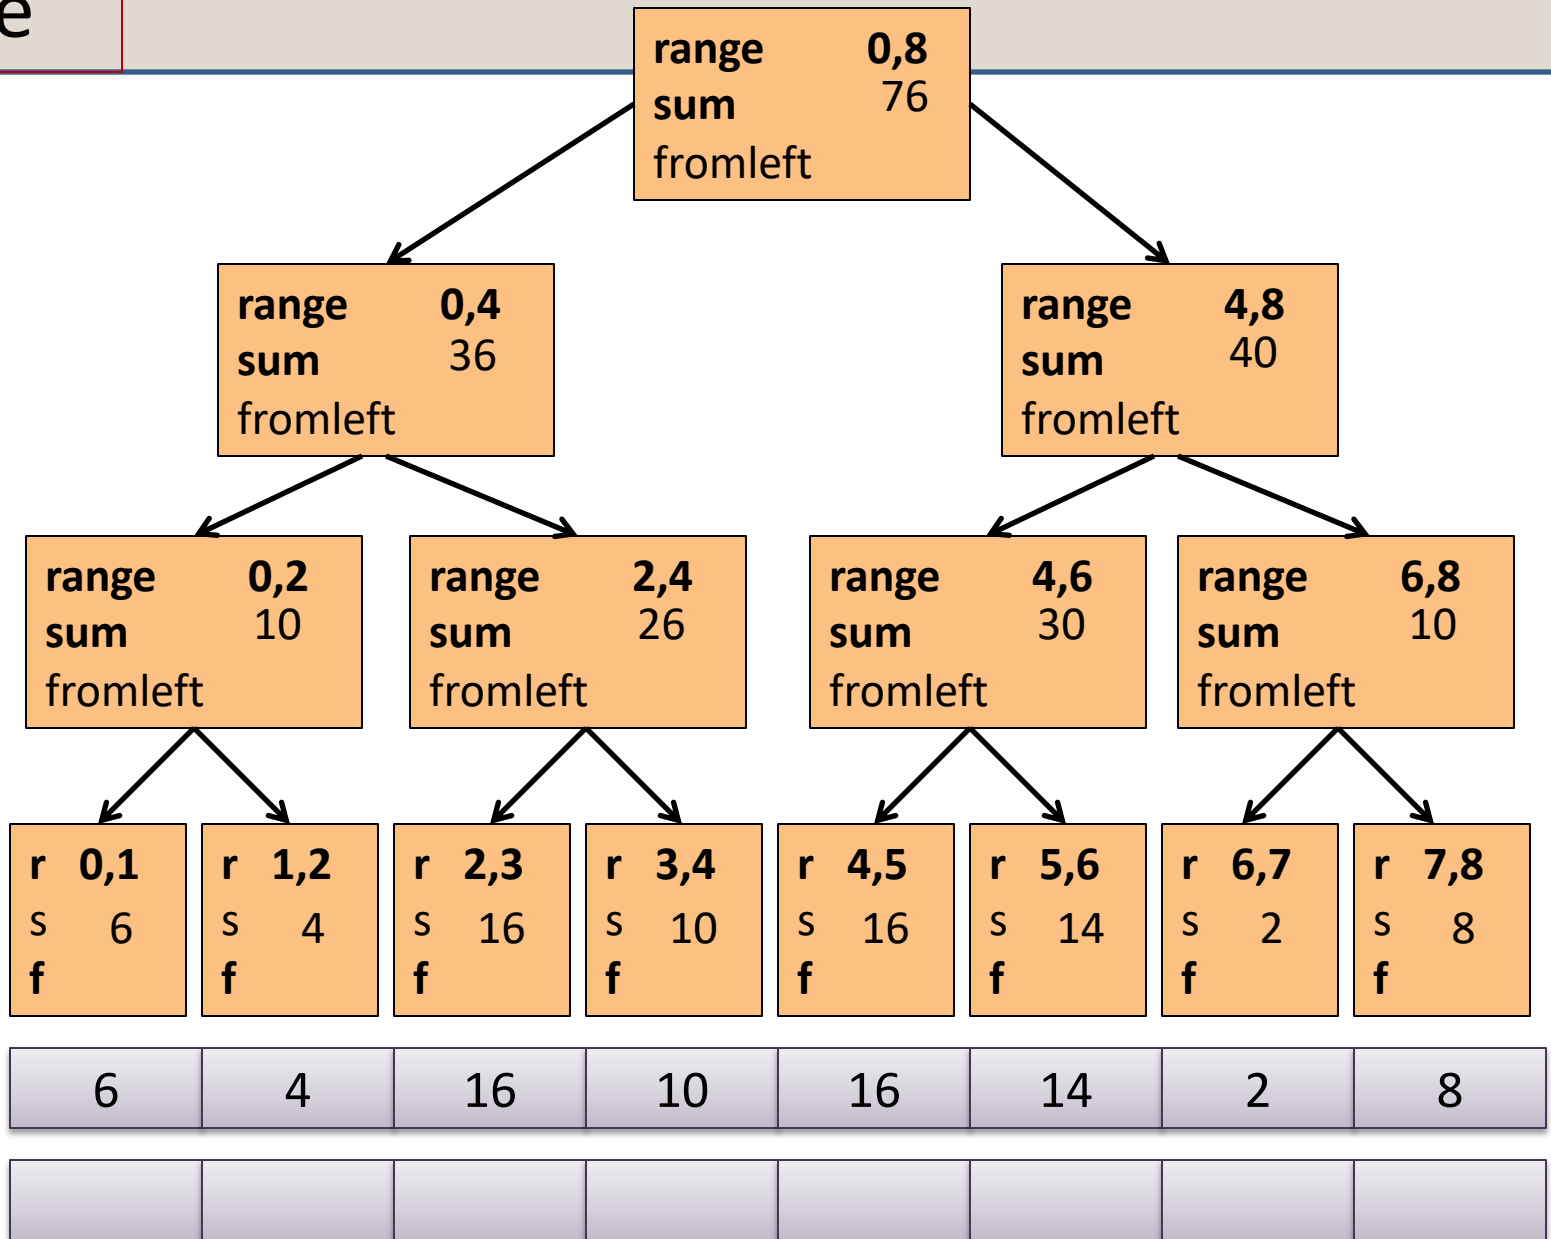 e
range 0,8
sum 76
fromleft
range 0,4
sum 36
fromleft
range 4,8
sum 40
fromleft
range 0,2
sum 10
fromleft
range 2,4
sum 26
fromleft
range 4,6
sum 30
fromleft
range 6,8
sum 10
fromleft
r 0,1
s 6
f
r 1,2
s 4
f
r 2,3
s 16
f
r 3,4
s 10
f
r 4,5
s 16
f
r 5,6
s 14
f
r 6,7
s 2
f
r 7,8
s 8
f
6 4 16 10 16 14 2 8